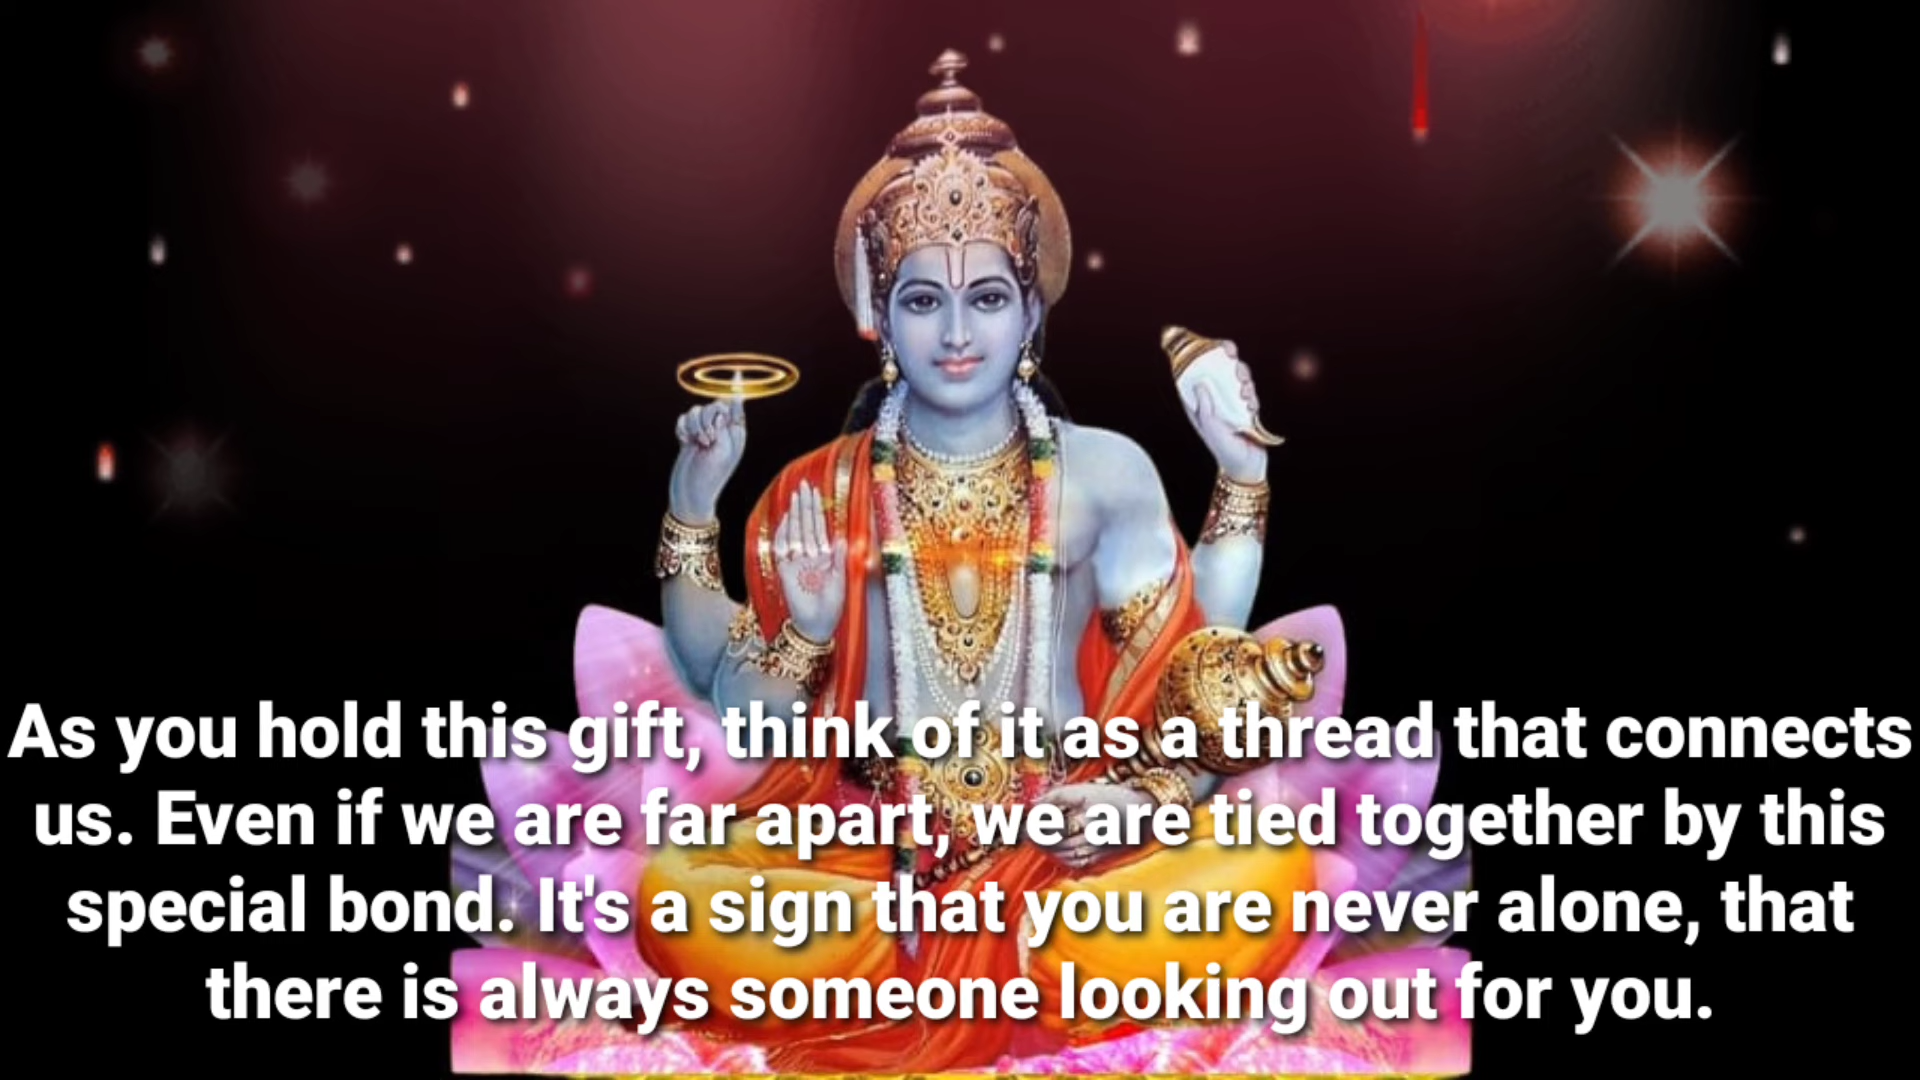 As you hold this gift, think of it as a thread that connects
us. Even if we are far apart, we are tied together by this
special bond. It's a sign that you are never alone, that
there is always someone looking out for you.